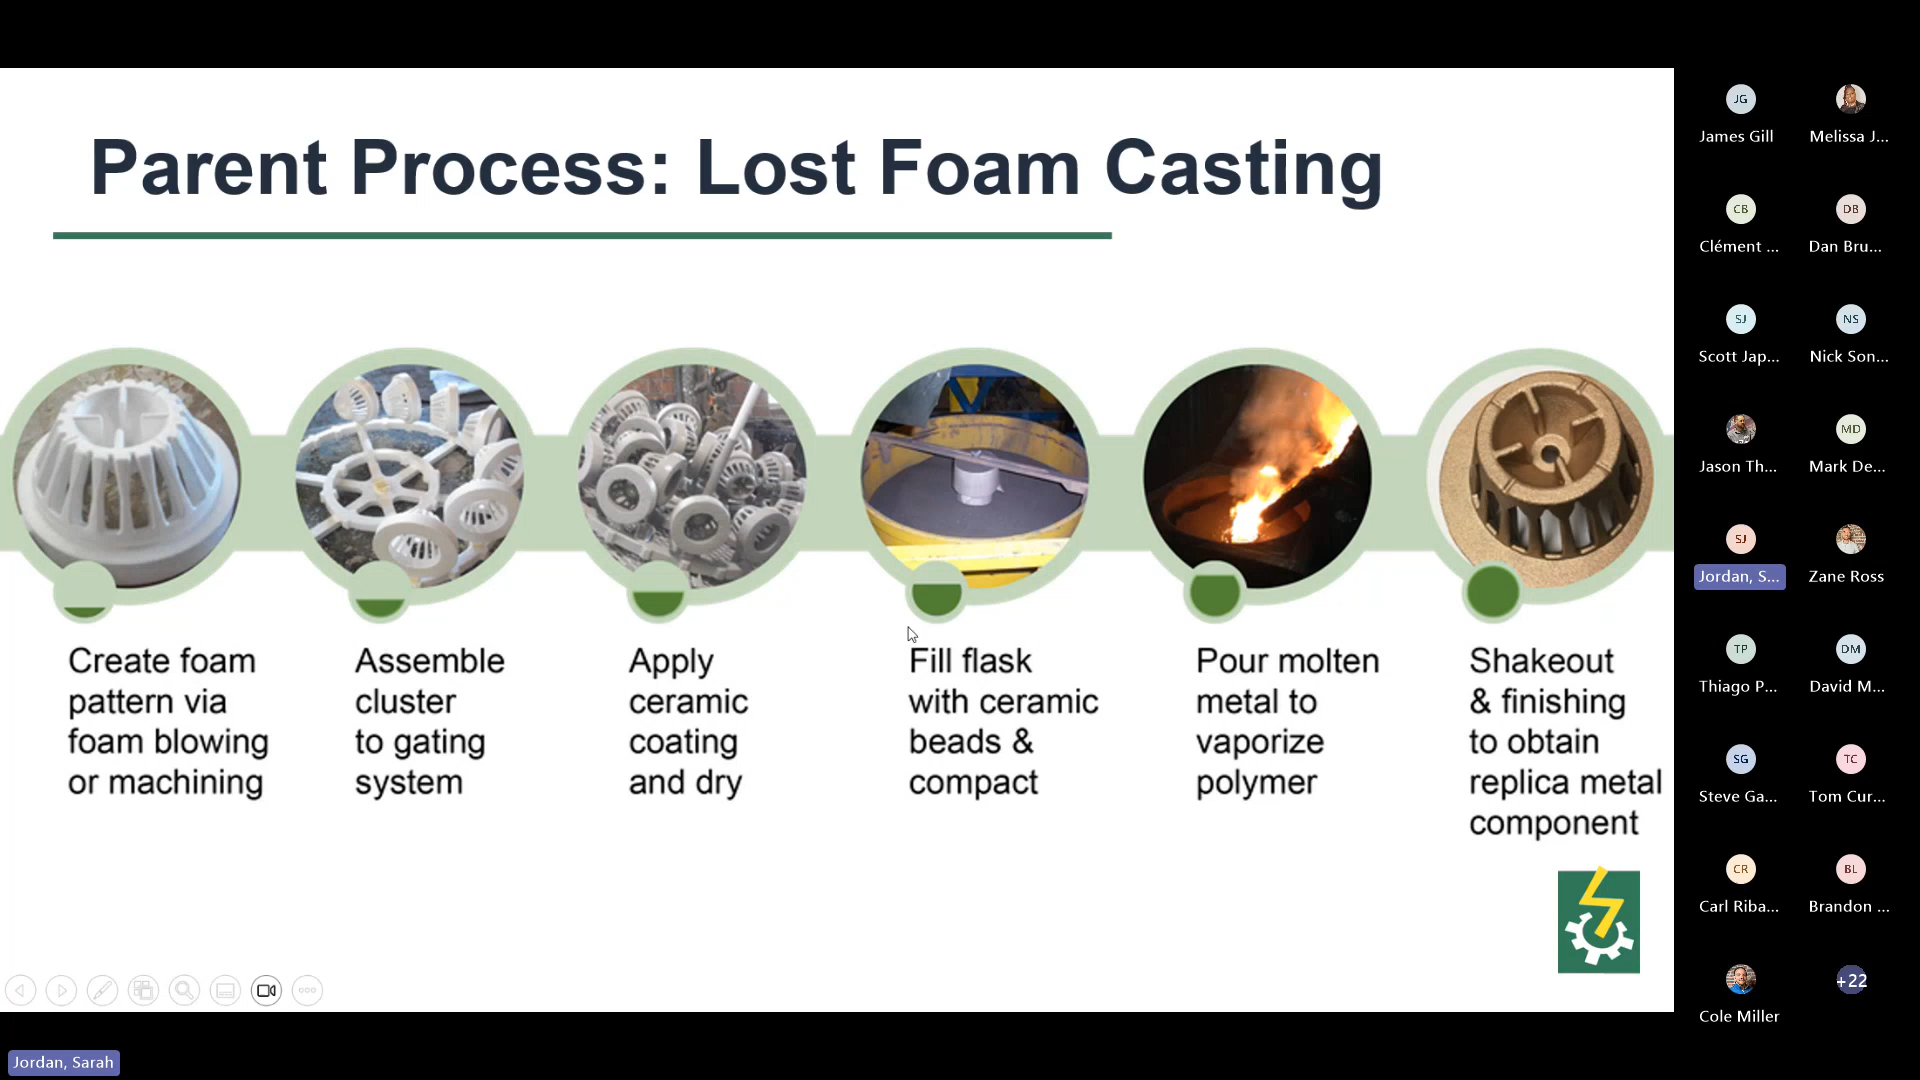 Parent Process: Lost Foam Casting
Create foam
pattern via
foam blowing
or machining
Assemble
cluster
to gating
system
Apply
ceramic
coating
and dry
Fill flask
with ceramic
beads &
compact
Pour molten
metal to
vaporize
polymer
Shakeout
& finishing
to obtain
replica metal
component
JG
James Gill
Melissa J...
CB
Clément ...
DB
Dan Bru...
SJ
Scott Jap...
NS
Nick Son...
Jason Th...
MD
Mark De...
SJ
Jordan, S...
Zane Ross
TP
Thiago P...
DM
David M...
SG
Steve Ga...
TC
Tom Cur...
CR
Carl Riba...
BL
Brandon ...
Cole Miller
+22
Jordan, Sarah